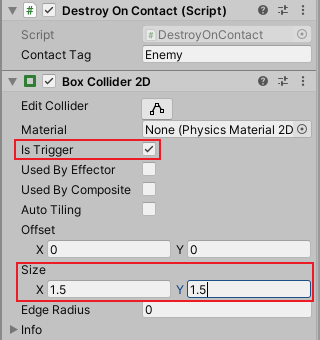 Destroy On Contact (Script)
Script DestroyOnContact
Contact Tag Enemy
Box Collider 2D
Edit Collider
Material None (Physics Material 2D
Is Trigger
Used By Effector
Used By Composite
Auto Tiling
Offset
X 0 Y 0
Size
X 1.5 Y 1.5
Edge Radius 0
Info